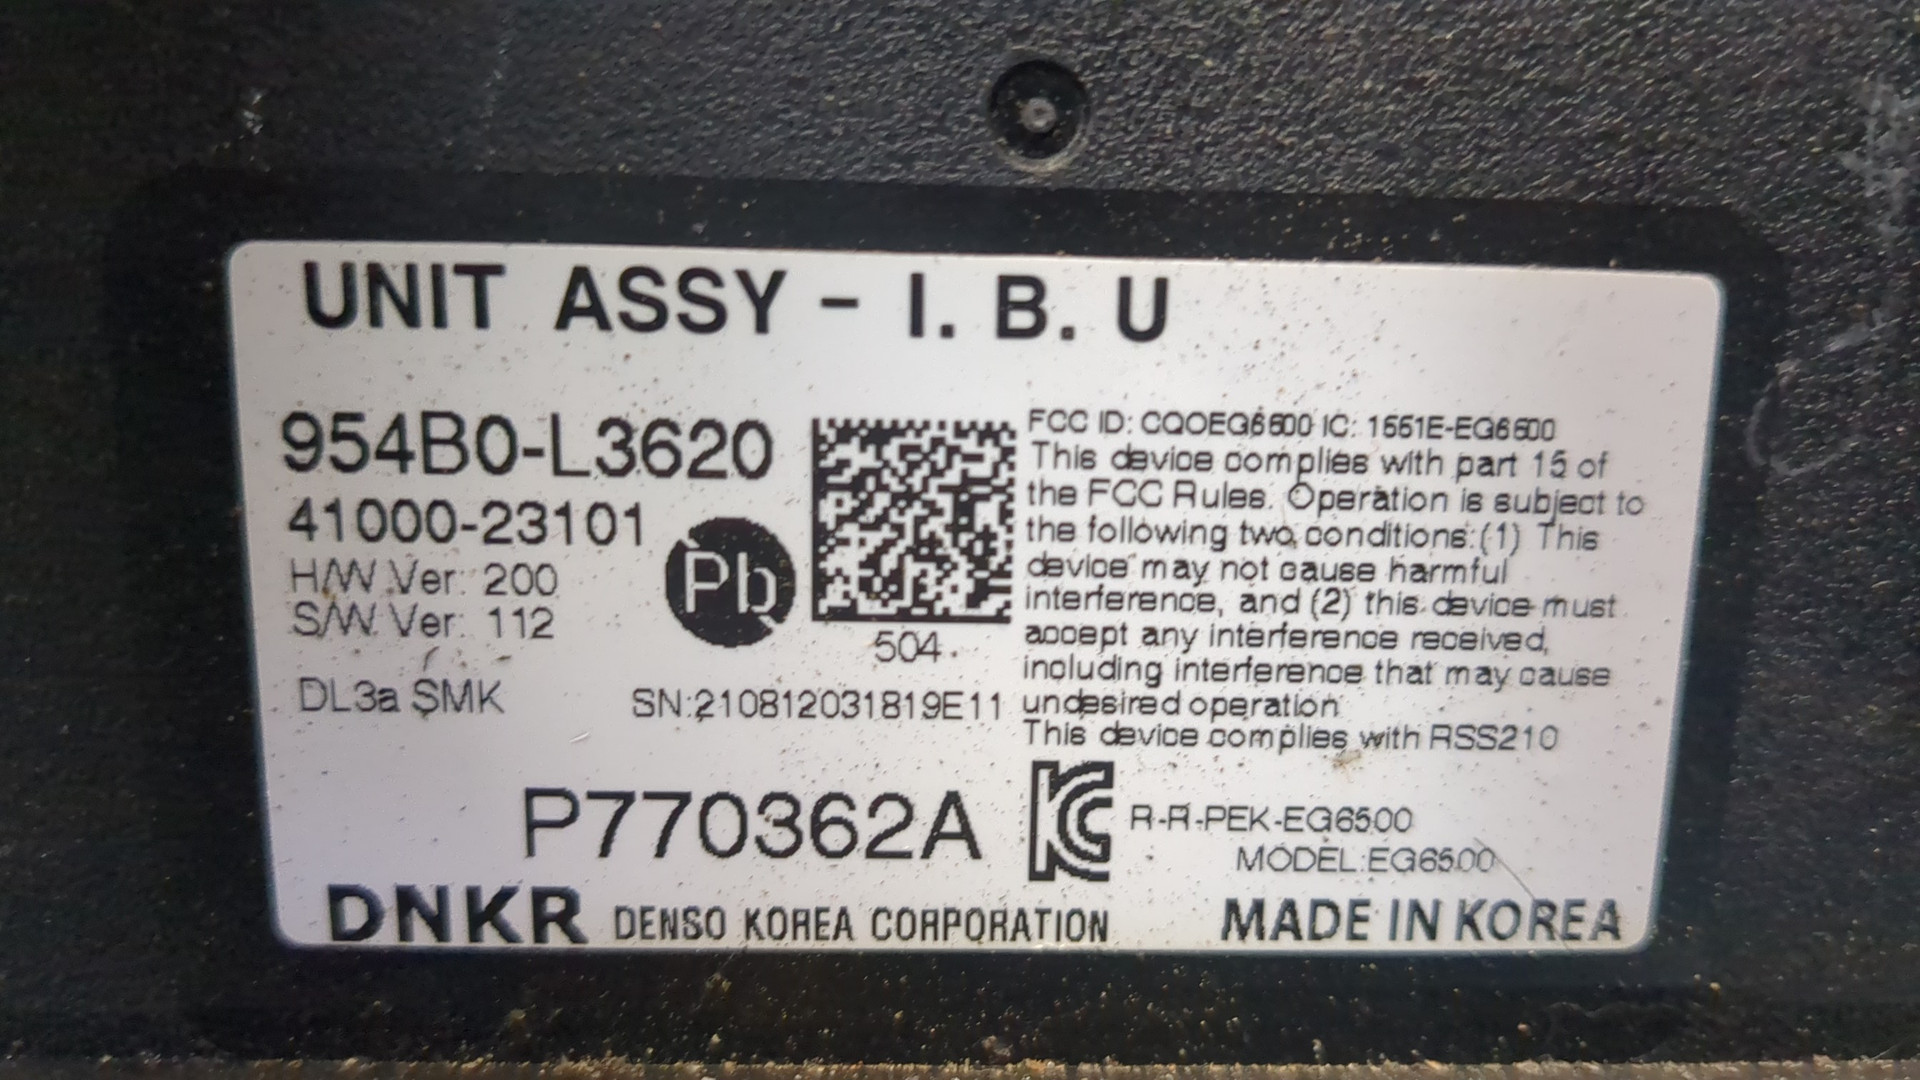 UNIT ASSY - I. B. U
954B0-L3620
41000-23101
H/W Ver: 200
S/W Ver: 112
Pb
504
DL3a SMK
SN:210812031819E11
FCC ID: CQOEG6500 IC: 1551E-EG6500
This device complies with part 15 of
the FCC Rules. Operation is subject to
the following two conditions:(1) This
device may not cause harmful
interference, and (2) this device must
accept any interference received,
including interference that may cause
undesired operation
This device complies with RSS210
P770362A
R-R-PEK-EG6500
MODEL:EG6500
DNKR DENSO KOREA CORPORATION
MADE IN KOREA